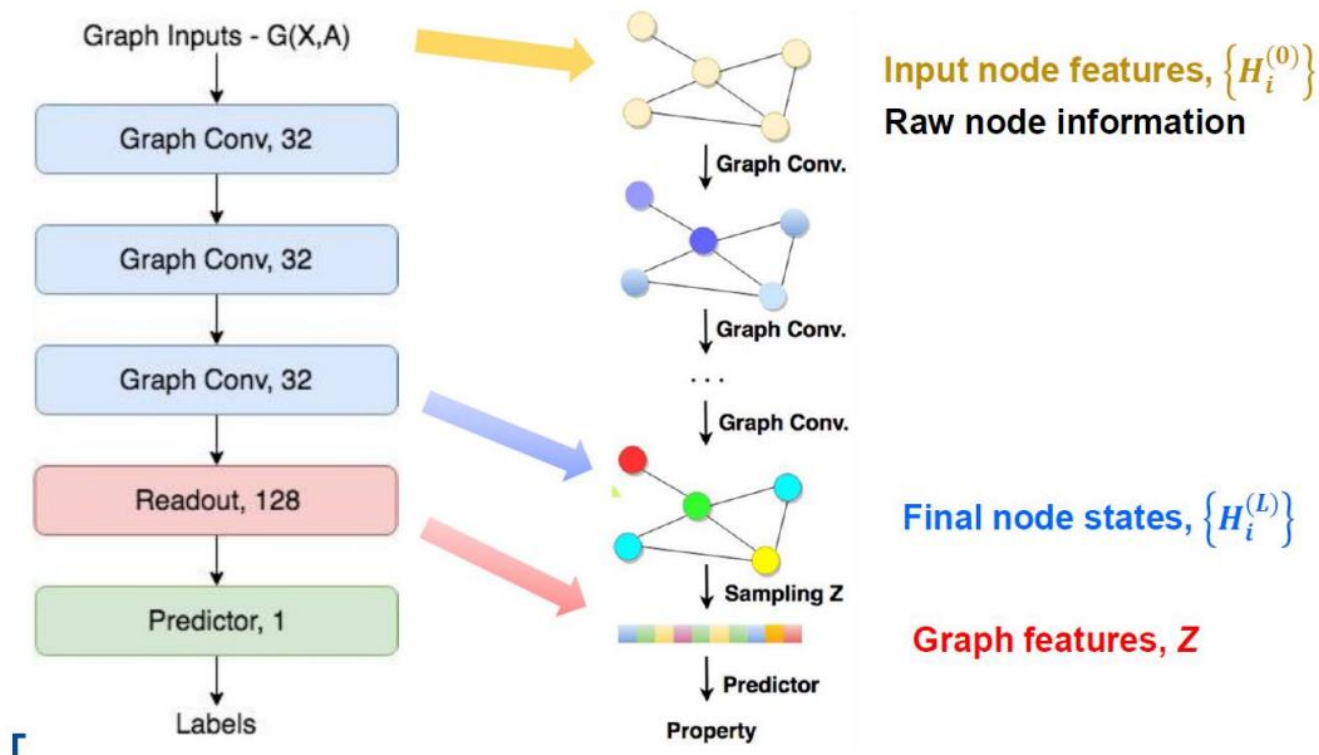 Graph Inputs - G(X,A)
Graph Conv, 32
Graph Conv, 32
Graph Conv, 32
Readout, 128
Predictor, 1
Labels
Graph Conv.
Graph Conv.
...
Graph Conv.
Sampling Z
Predictor
Property
Input node features, {H_i^(0)}
Raw node information
Final node states, {H_i^(L)}
Graph features, Z